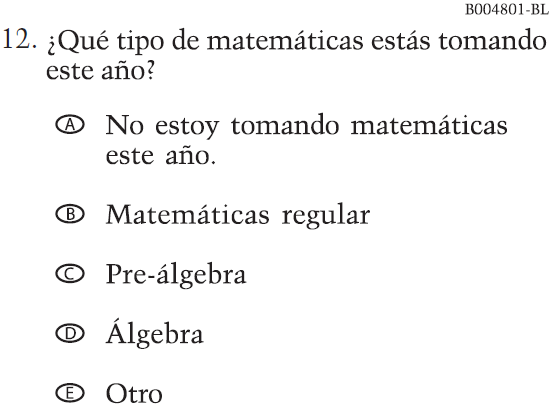 B004801-BL
12. ¿Qué tipo de matemáticas estás tomando
este año?
A No estoy tomando matemáticas
este año.
B Matemáticas regular
C Pre-álgebra
D Álgebra
E Otro